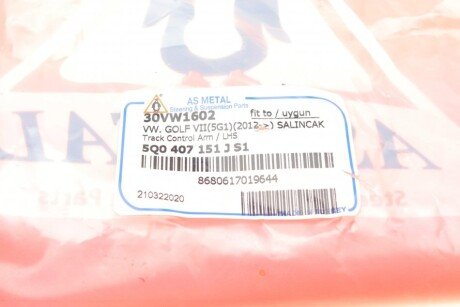 AS METAL
Steering & Suspension Parts
30VW1602 fit to / uygun
VW. GOLF VII(5G1)(2012->) SALINCAK
Track Control Arm / LHS
5Q0 407 151 J S1
8680617019644
210322020